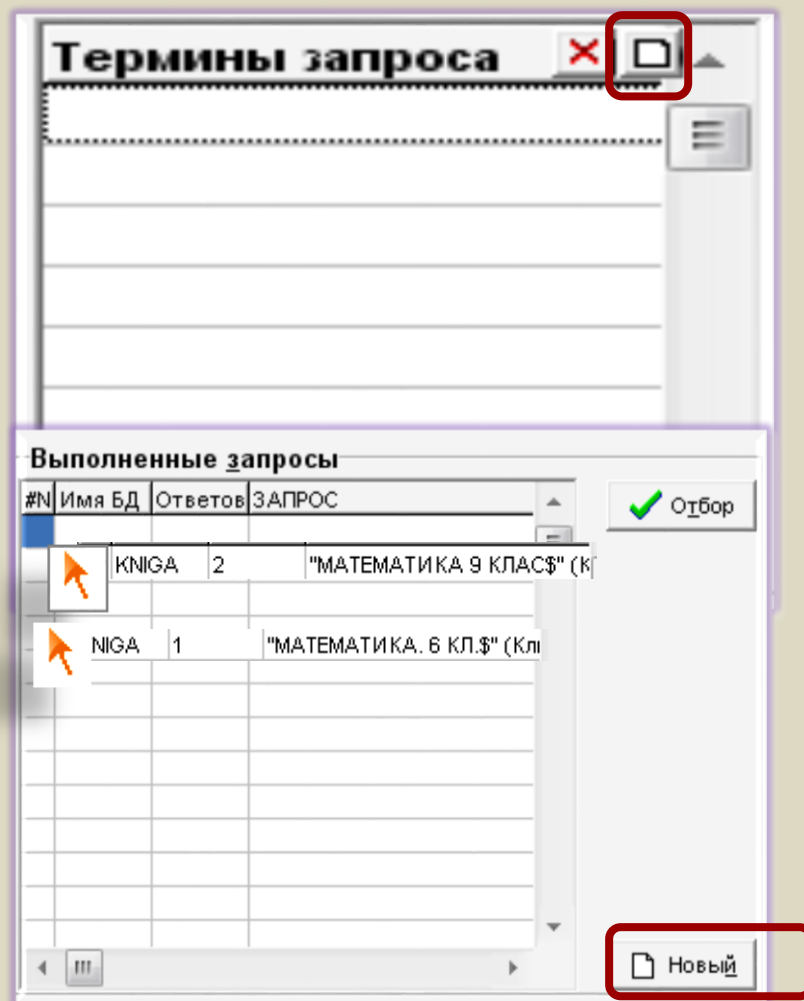 Термины запроса
Выполненные запросы
#N Имя БД Ответов ЗАПРОС
Отбор
KNIGA 2 "МАТЕМАТИКА 9 КЛАС$" (К
NIGA 1 "МАТЕМАТИКА. 6 КЛ.$" (Кл
Новый